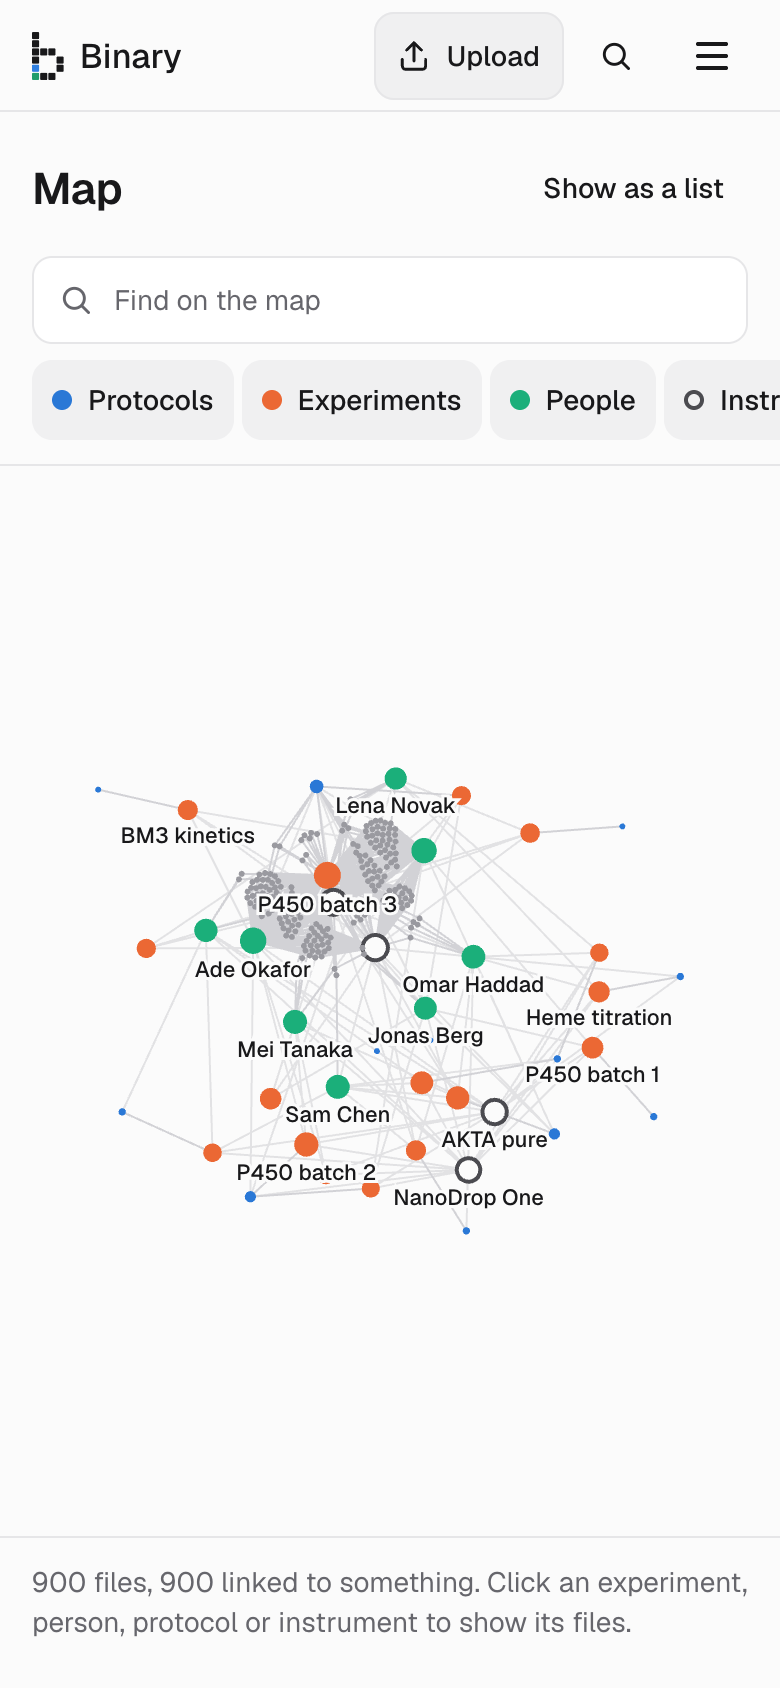 Binary
Upload
Map
Show as a list
Find on the map
Protocols
Experiments
People
Instr
Lena Novak
BM3 kinetics
P450 batch 3
Ade Okafor
Omar Haddad
Heme titration
Jonas Berg
Mei Tanaka
P450 batch 1
Sam Chen
AKTA pure
P450 batch 2
NanoDrop One
900 files, 900 linked to something. Click an experiment,
person, protocol or instrument to show its files.